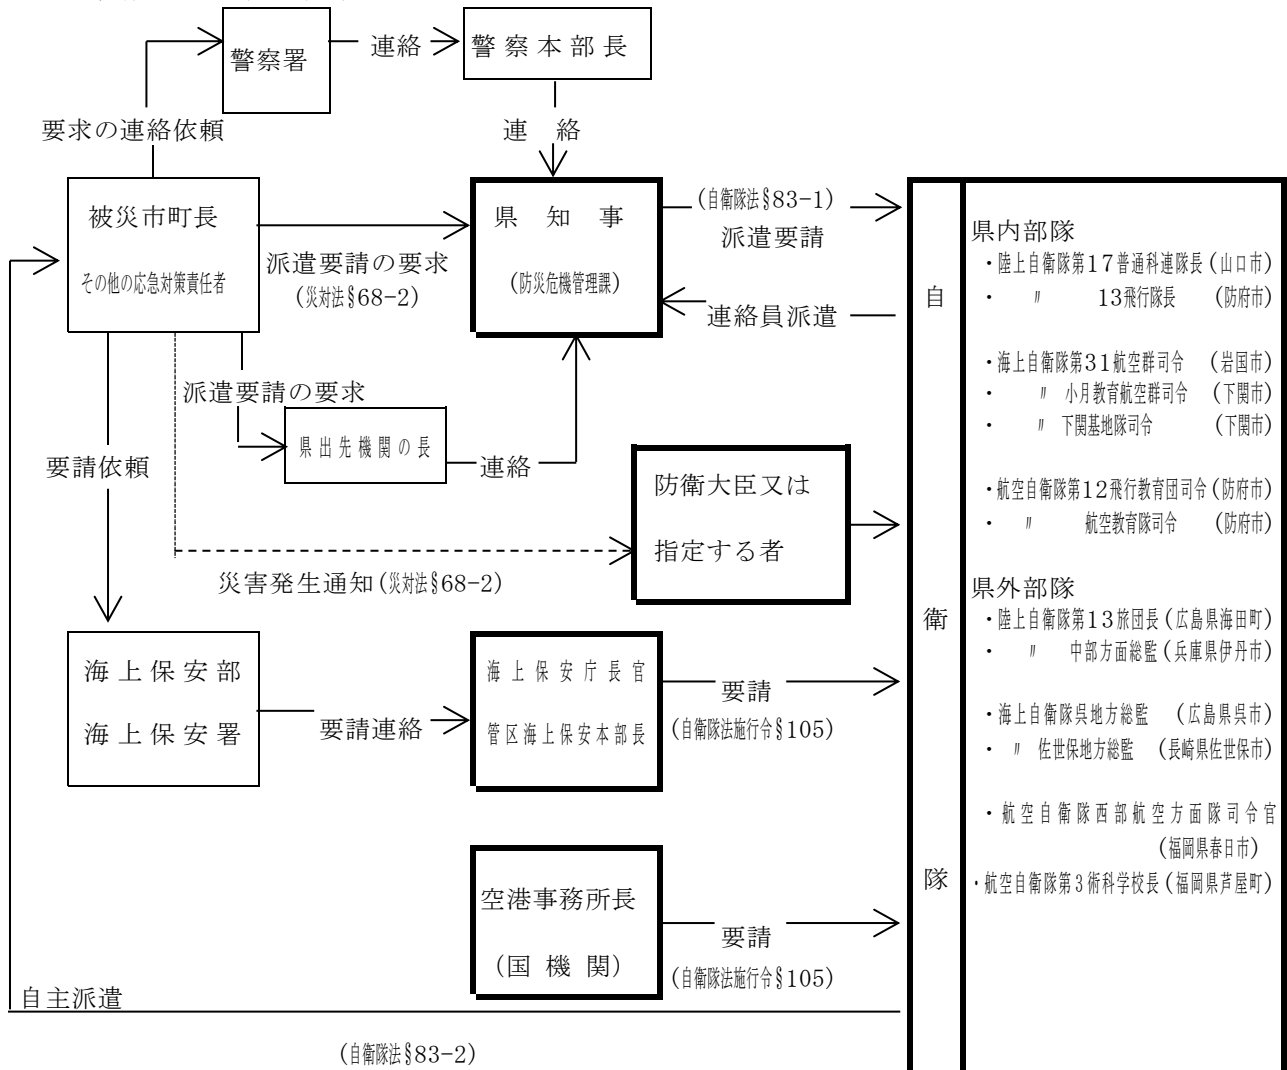 警察署
連絡
警察本部長
要求の連絡依頼
連　絡
被災市町長
その他の応急対策責任者
派遣要請の要求
(災対法§68-2)
県　知　事
(防災危機管理課)
(自衛隊法§83-1)
派遣要請
連絡員派遣
派遣要請の要求
県出先機関の長
連絡
要請依頼
防衛大臣又は
指定する者
災害発生通知(災対法§68-2)
海上保安部
海上保安署
要請連絡
海上保安庁長官
管区海上保安本部長
要請
(自衛隊法施行令§105)
空港事務所長
(国機関)
要請
(自衛隊法施行令§105)
自主派遣
(自衛隊法§83-2)
自
衛
隊
県内部隊
・陸上自衛隊第17普通科連隊長(山口市)
・　〃　13飛行隊長　(防府市)
・海上自衛隊第31航空群司令　(岩国市)
・　〃　小月教育航空群司令　(下関市)
・　〃　下関基地隊司令　(下関市)
・航空自衛隊第12飛行教育団司令(防府市)
・　〃　航空教育隊司令　(防府市)
県外部隊
・陸上自衛隊第13旅団長(広島県海田町)
・　〃　中部方面総監(兵庫県伊丹市)
・海上自衛隊呉地方総監　(広島県呉市)
・　〃　佐世保地方総監　(長崎県佐世保市)
・航空自衛隊西部航空方面隊司令官
(福岡県春日市)
・航空自衛隊第3術科学校長(福岡県芦屋町)